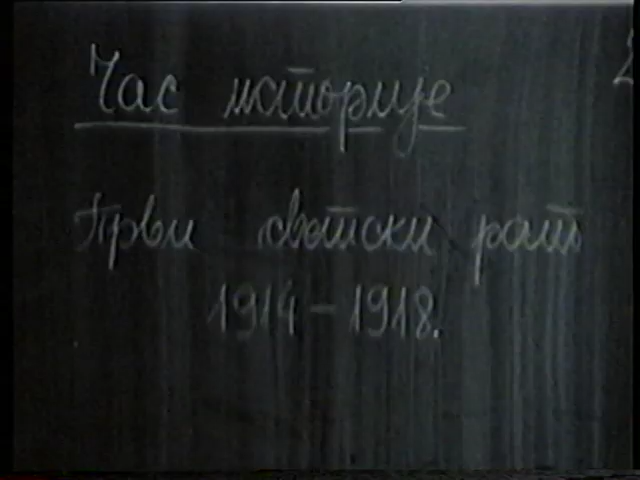 Час историје
Први светски рат
1914-1918.